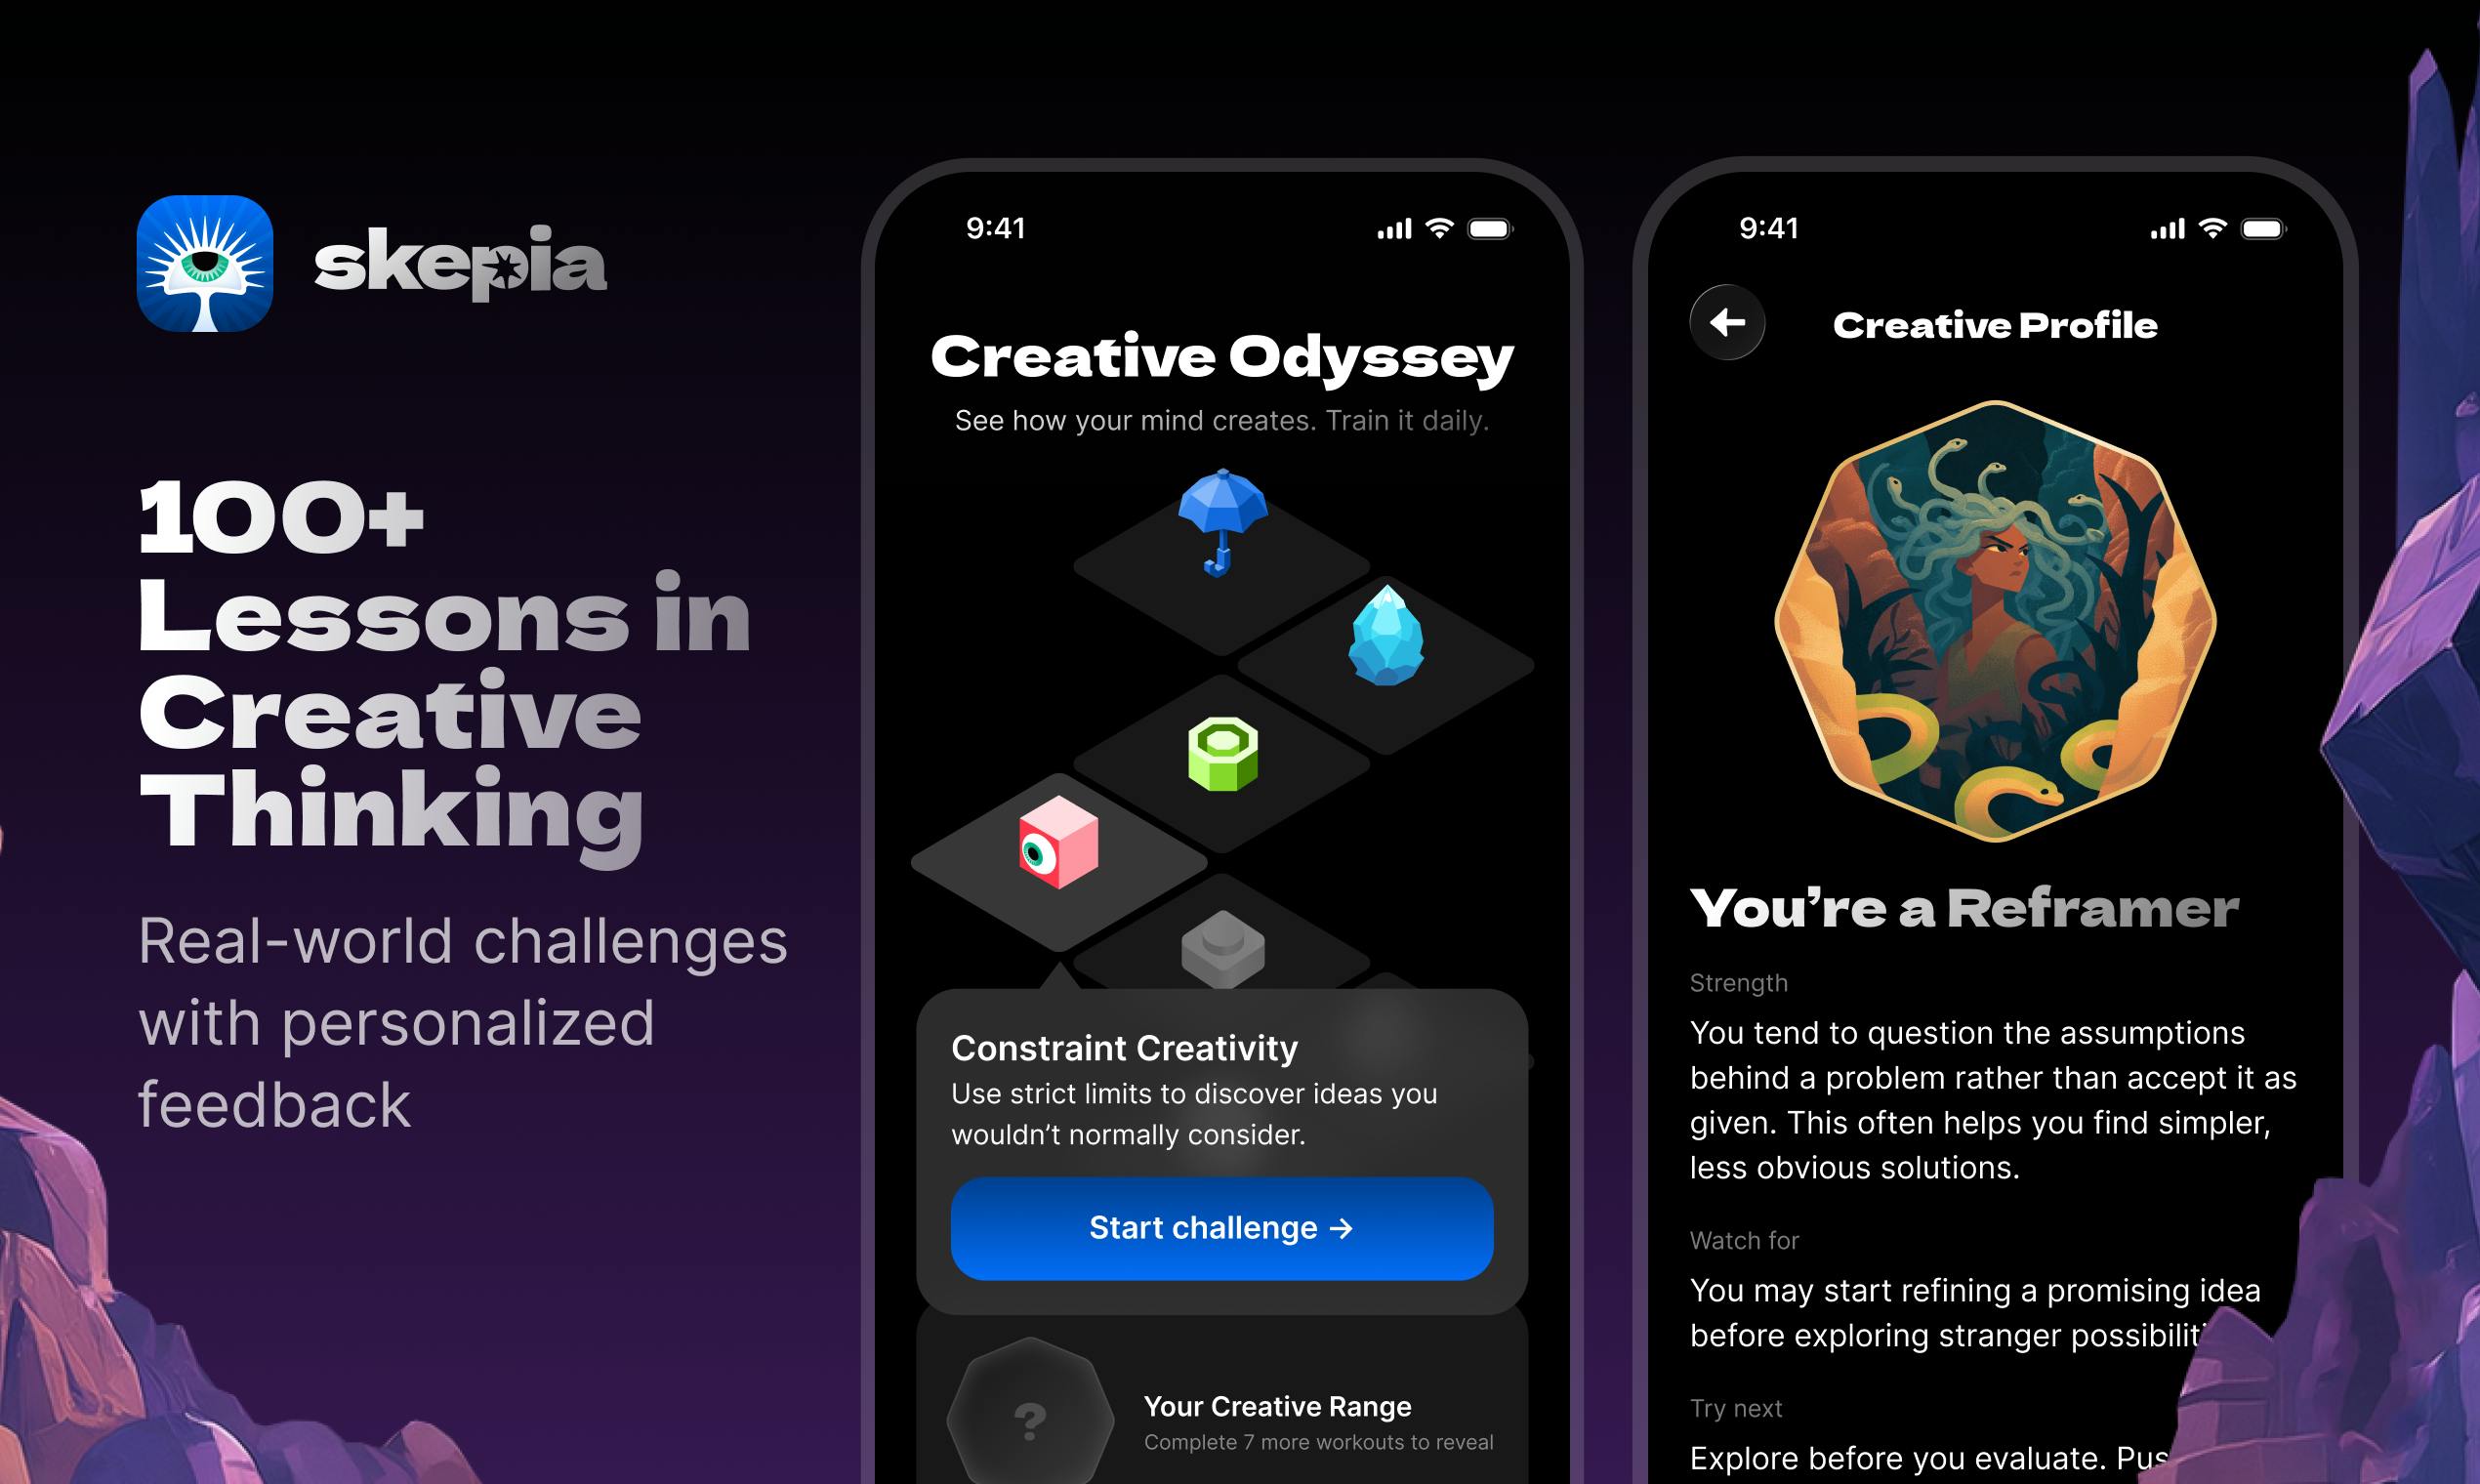 skepia
100+
Lessons in
Creative
Thinking
Real-world challenges
with personalized
feedback
9:41
Creative Odyssey
See how your mind creates. Train it daily.
Constraint Creativity
Use strict limits to discover ideas you
wouldn’t normally consider.
Start challenge →
?
Your Creative Range
Complete 7 more workouts to reveal
9:41
Creative Profile
You’re a Reframer
Strength
You tend to question the assumptions
behind a problem rather than accept it as
given. This often helps you find simpler,
less obvious solutions.
Watch for
You may start refining a promising idea
before exploring stranger
Try next
Explore before you evaluate.